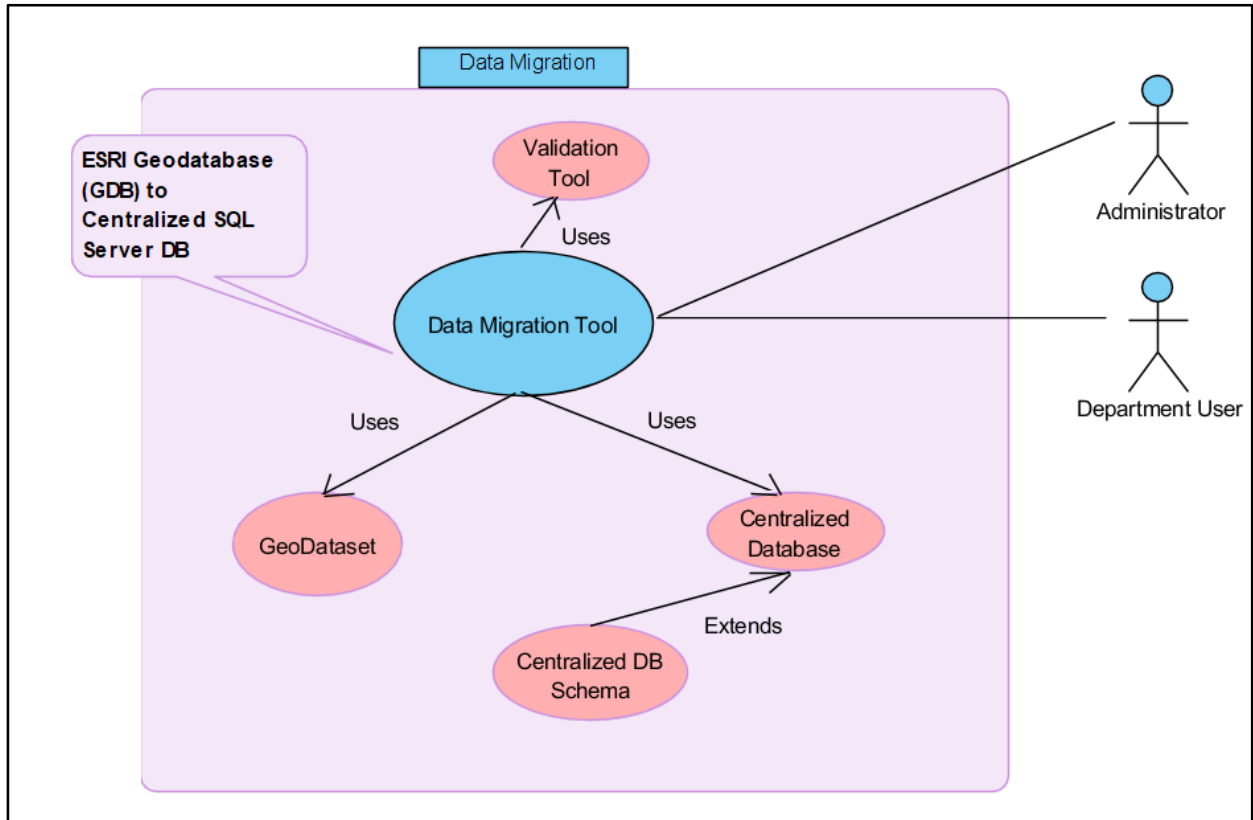 Data Migration
ESRI Geodatabase
(GDB) to
Centralized SQL
Server DB
Validation
Tool
Uses
Data Migration Tool
Administrator
Department User
Uses
Uses
GeoDataset
Centralized
Database
Extends
Centralized DB
Schema